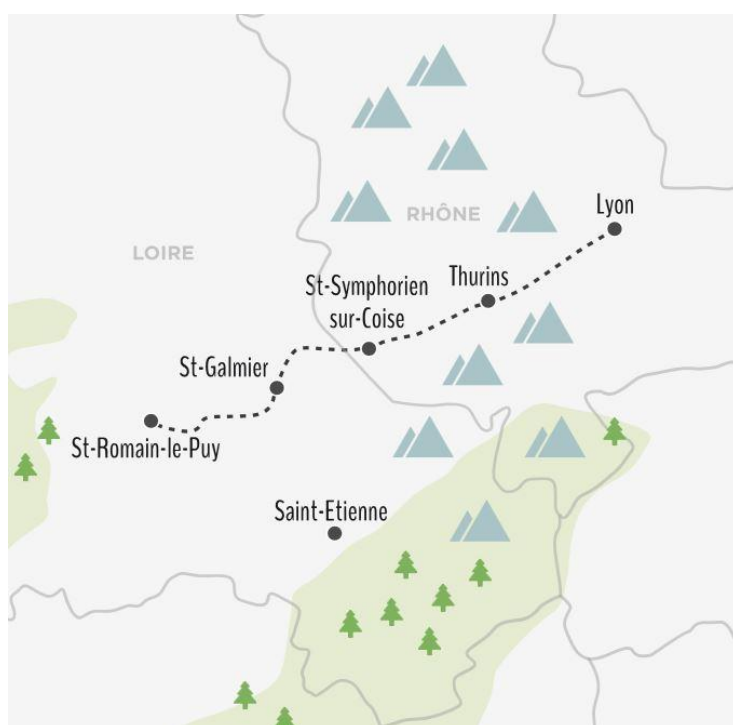 RHÔNE
Lyon
LOIRE
Thurins
St-Symphorien
sur-Coise
St-Galmier
St-Romain-le-Puy
Saint-Etienne